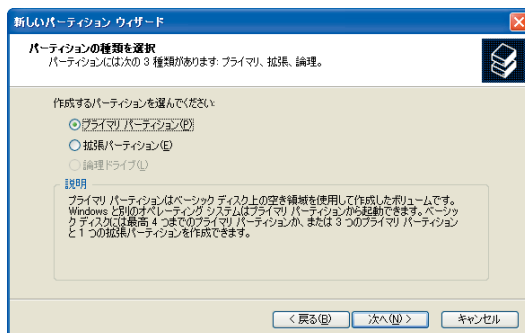 新しいパーティション ウィザード
パーティションの種類を選択
パーティションには次の 3 種類があります: プライマリ、拡張、論理。
作成するパーティションを選んでください:
プライマリ パーティション(P)
拡張パーティション(E)
論理ドライブ(L)
説明
プライマリ パーティションはベーシック ディスク上の空き領域を使用して作成したボリュームです。
Windows と別のオペレーティング システムはプライマリ パーティションから起動できます。ベーシッ
ク ディスクには最高 4 つまでのプライマリ パーティションか、または 3 つのプライマリ パーティション
と 1 つの拡張パーティションを作成できます。
< 戻る(B)
次へ(N) >
キャンセル